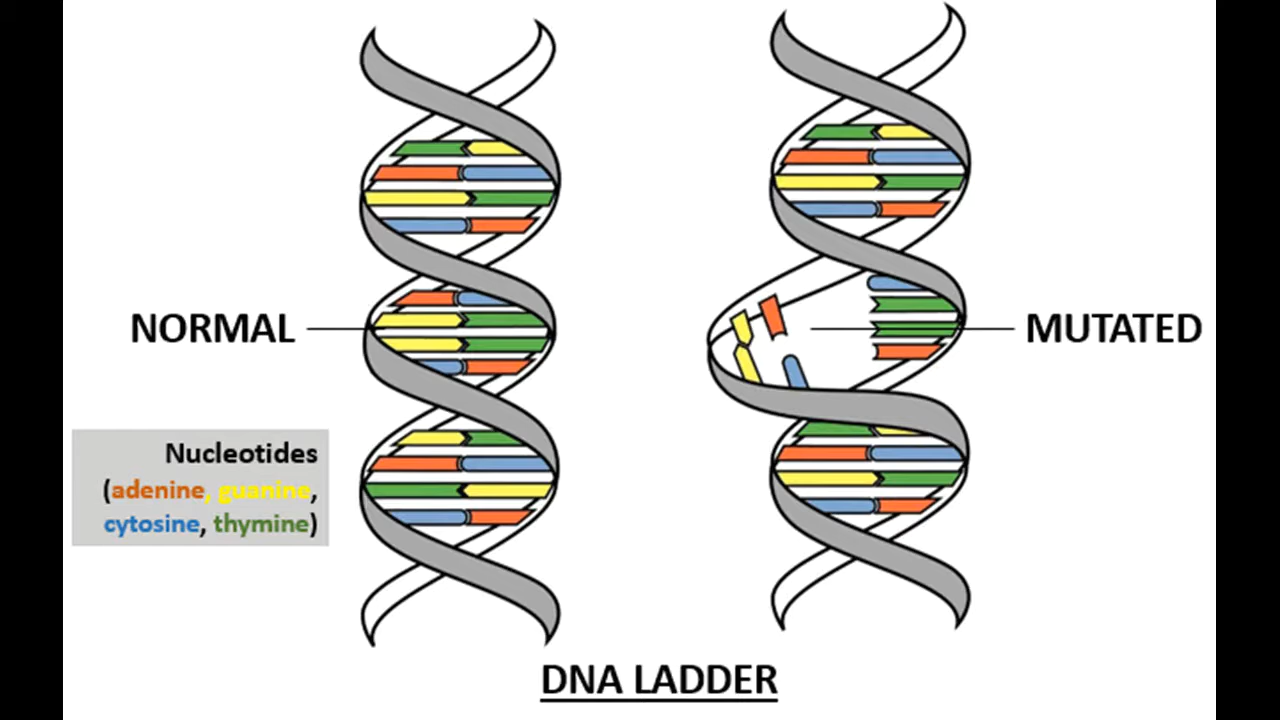 NORMAL
MUTATED
Nucleotides
(adenine, guanine,
cytosine, thymine)
DNA LADDER